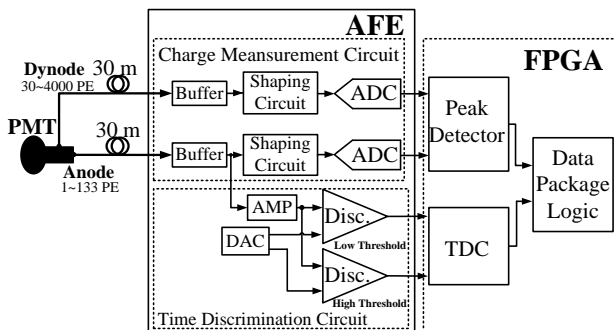 AFE
Charge Meansurement Circuit
FPGA
30 m
Dynode
30~4000 PE
Buffer
Shaping
Circuit
ADC
Peak
Detector
PMT
30 m
Anode
1~133 PE
Buffer
Shaping
Circuit
ADC
Data
Package
Logic
AMP
Disc.
DAC
Low Threshold
TDC
Disc.
High Threshold
Time Discrimination Circuit